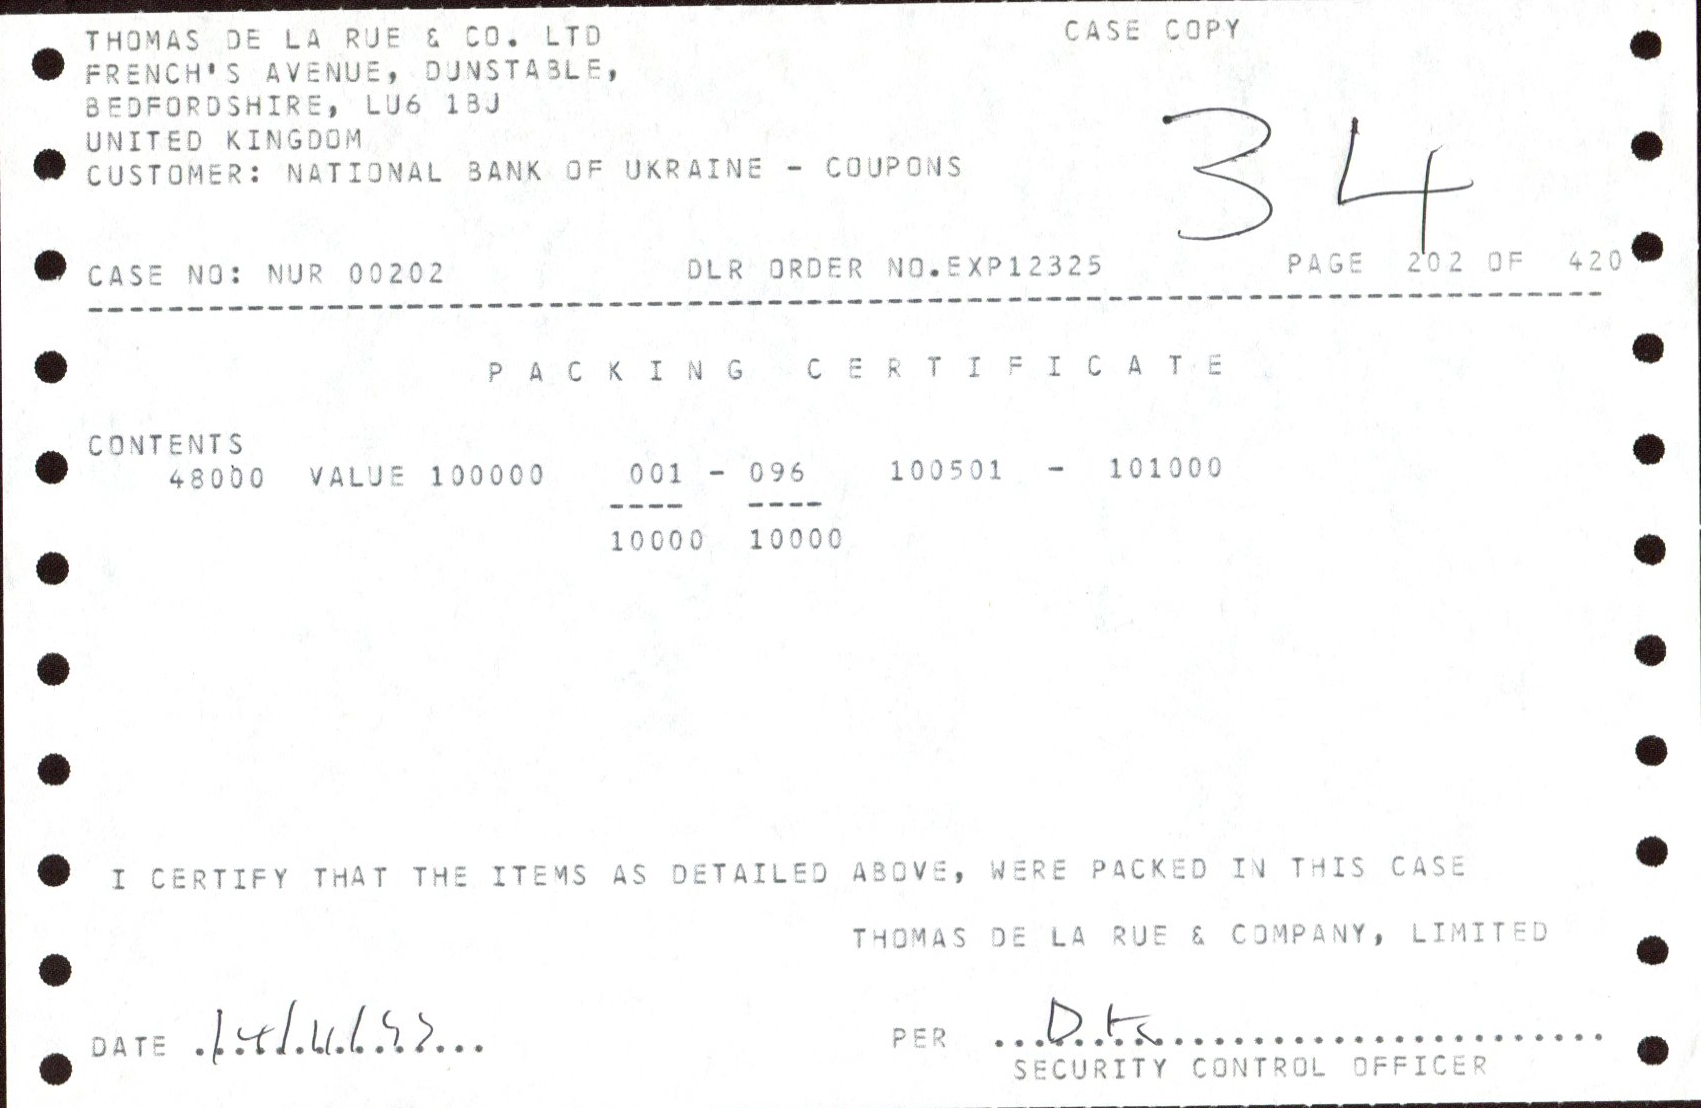 THOMAS DE LA RUE & CO. LTD
CASE COPY
FRENCH'S AVENUE, DUNSTABLE,
BEDFORDSHIRE, LU6 1BJ
UNITED KINGDOM
CUSTOMER: NATIONAL BANK OF UKRAINE - COUPONS
34
CASE NO: NUR 00202 DLR ORDER NO.EXP12325 PAGE 202 OF 420
PACKING CERTIFICATE
CONTENTS
48000 VALUE 100000 001 - 096 100501 - 101000
10000 10000
I CERTIFY THAT THE ITEMS AS DETAILED ABOVE, WERE PACKED IN THIS CASE
THOMAS DE LA RUE & COMPANY, LIMITED
DATE
PER
SECURITY CONTROL OFFICER